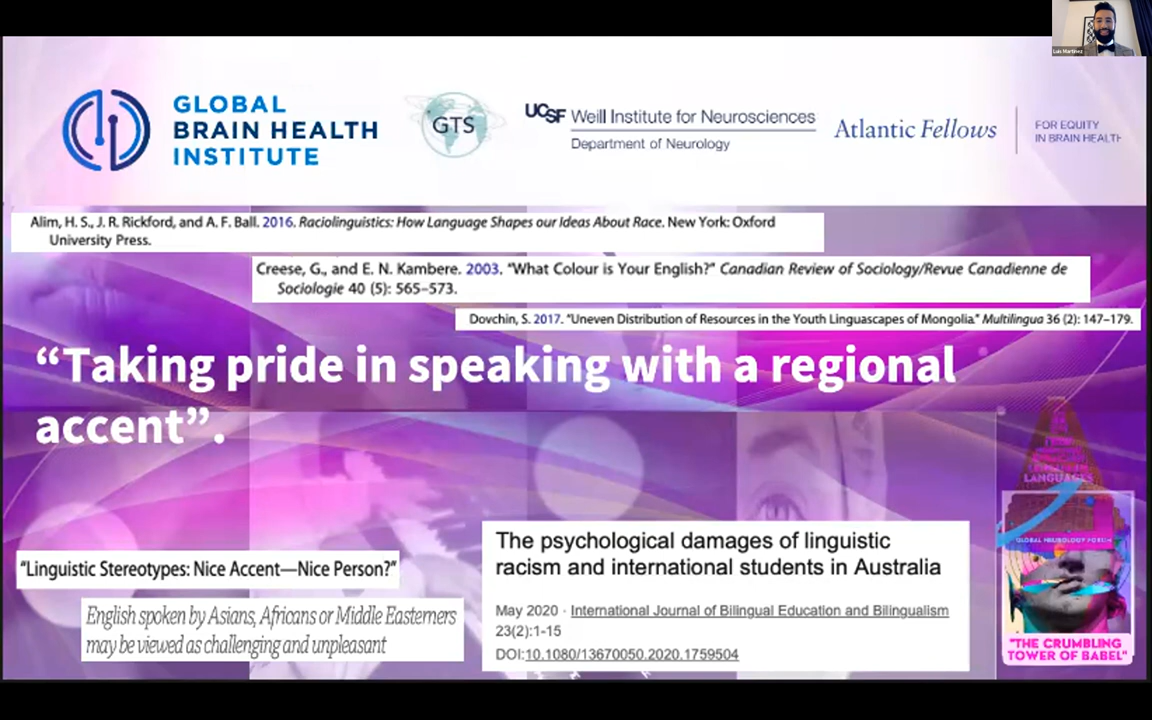 Luis Martinez
GLOBAL
BRAIN HEALTH
INSTITUTE
GTS
UCSF Weill Institute for Neurosciences
Department of Neurology
Atlantic Fellows
FOR EQUITY
IN BRAIN HEALTH
Alim, H. S., J. R. Rickford, and A. F. Ball. 2016. Raciolinguistics: How Language Shapes our Ideas About Race. New York: Oxford
University Press.
Creese, G., and E. N. Kambere. 2003. “What Colour is Your English?” Canadian Review of Sociology/Revue Canadienne de
Sociologie 40 (5): 565–573.
Dovchin, S. 2017. “Uneven Distribution of Resources in the Youth Linguascapes of Mongolia.” Multilingua 36 (2): 147–179.
“Taking pride in speaking with a regional
accent”.
“Linguistic Stereotypes: Nice Accent—Nice Person?”
English spoken by Asians, Africans or Middle Easterners
may be viewed as challenging and unpleasant
The psychological damages of linguistic
racism and international students in Australia
May 2020 · International Journal of Bilingual Education and Bilingualism
23(2):1-15
DOI:10.1080/13670050.2020.1759504
LANGUAGES
GLOBAL NEUROLOGY FORUM
"THE CRUMBLING
TOWER OF BABEL"